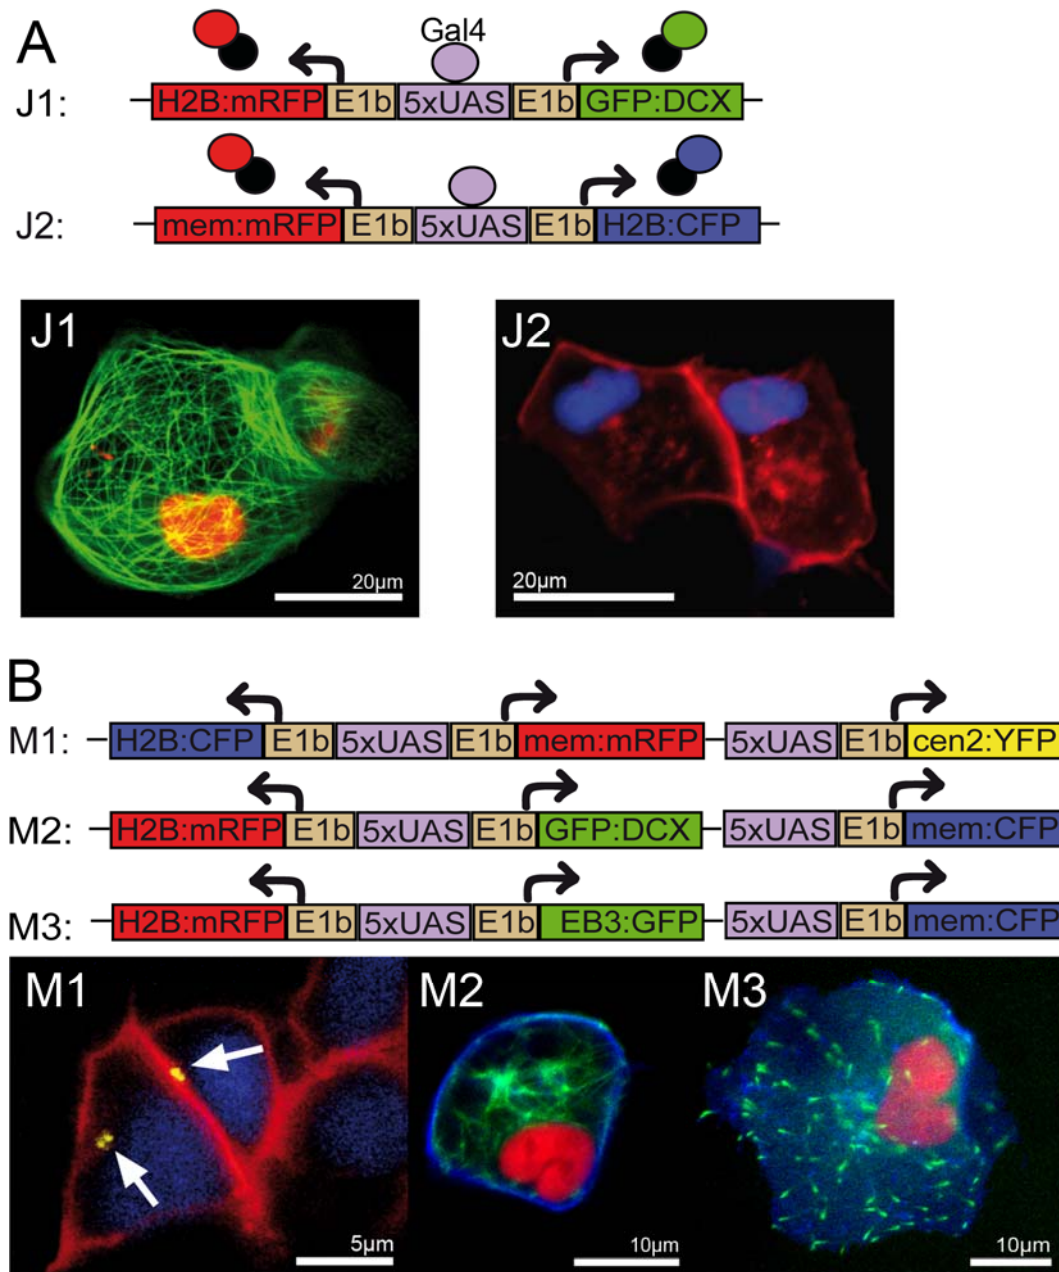 A
Gal4
J1: H2B:mRFP E1b 5xUAS E1b GFP:DCX
J2: mem:mRFP E1b 5xUAS E1b H2B:CFP
J1 J2
20µm 20µm
B
M1: H2B:CFP E1b 5xUAS E1b mem:mRFP 5xUAS E1b cen2:YFP
M2: H2B:mRFP E1b 5xUAS E1b GFP:DCX 5xUAS E1b mem:CFP
M3: H2B:mRFP E1b 5xUAS E1b EB3:GFP 5xUAS E1b mem:CFP
M1 M2 M3
5µm 10µm 10µm